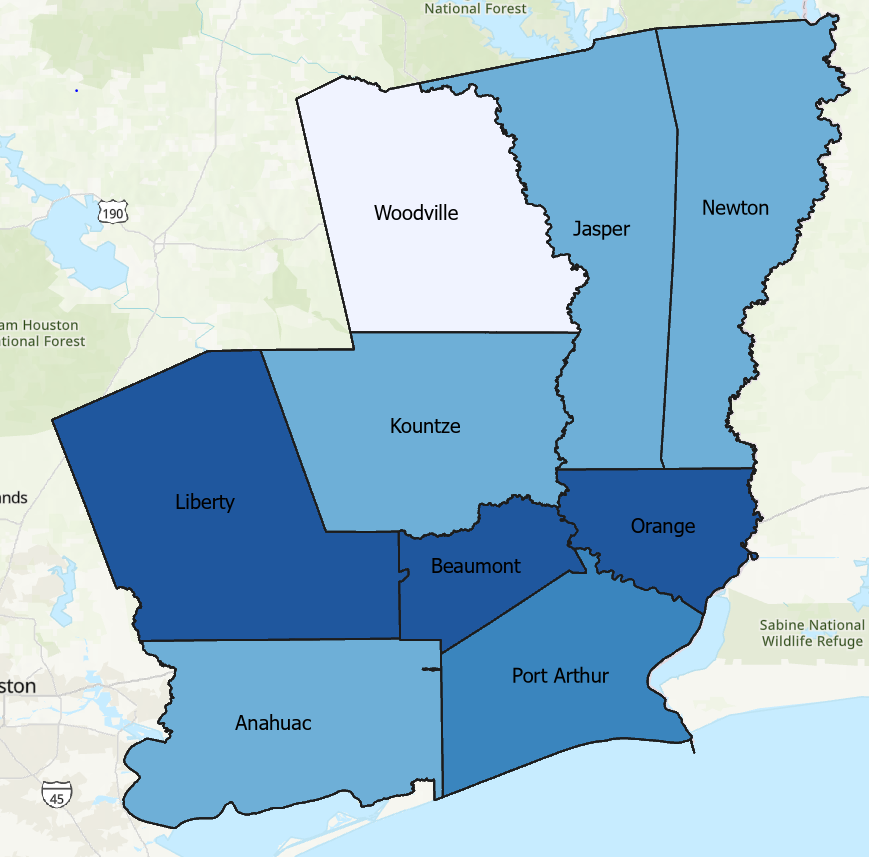 National Forest
190
Woodville
Jasper
Newton
am Houston
tional Forest
Kountze
nds
Liberty
Orange
Beaumont
Sabine National
Wildlife Refuge
ston
Port Arthur
Anahuac
45